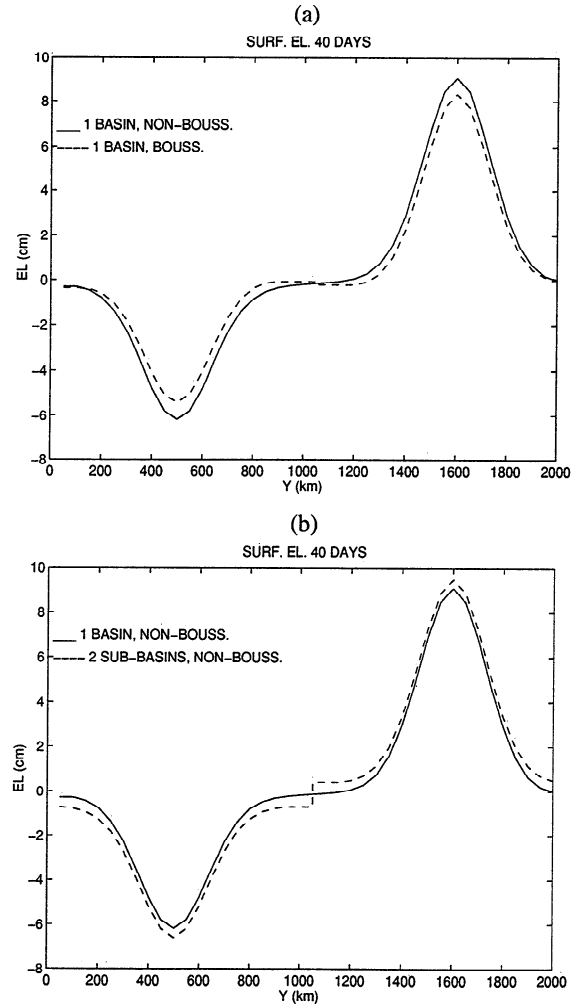 (a)
SURF. EL. 40 DAYS
10
8
6
4
2
0
−2
−4
−6
−8
EL (cm)
1 BASIN, NON−BOUSS.
1 BASIN, BOUSS.
0 200 400 600 800 1000 1200 1400 1600 1800 2000
Y (km)
(b)
SURF. EL. 40 DAYS
10
8
6
4
2
0
−2
−4
−6
−8
EL (cm)
1 BASIN, NON−BOUSS.
2 SUB−BASINS, NON−BOUSS.
0 200 400 600 800 1000 1200 1400 1600 1800 2000
Y (km)